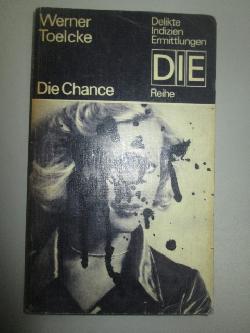 Werner
Toelcke
Delikte
Indizien
Ermittlungen
DIE
Reihe
Die Chance